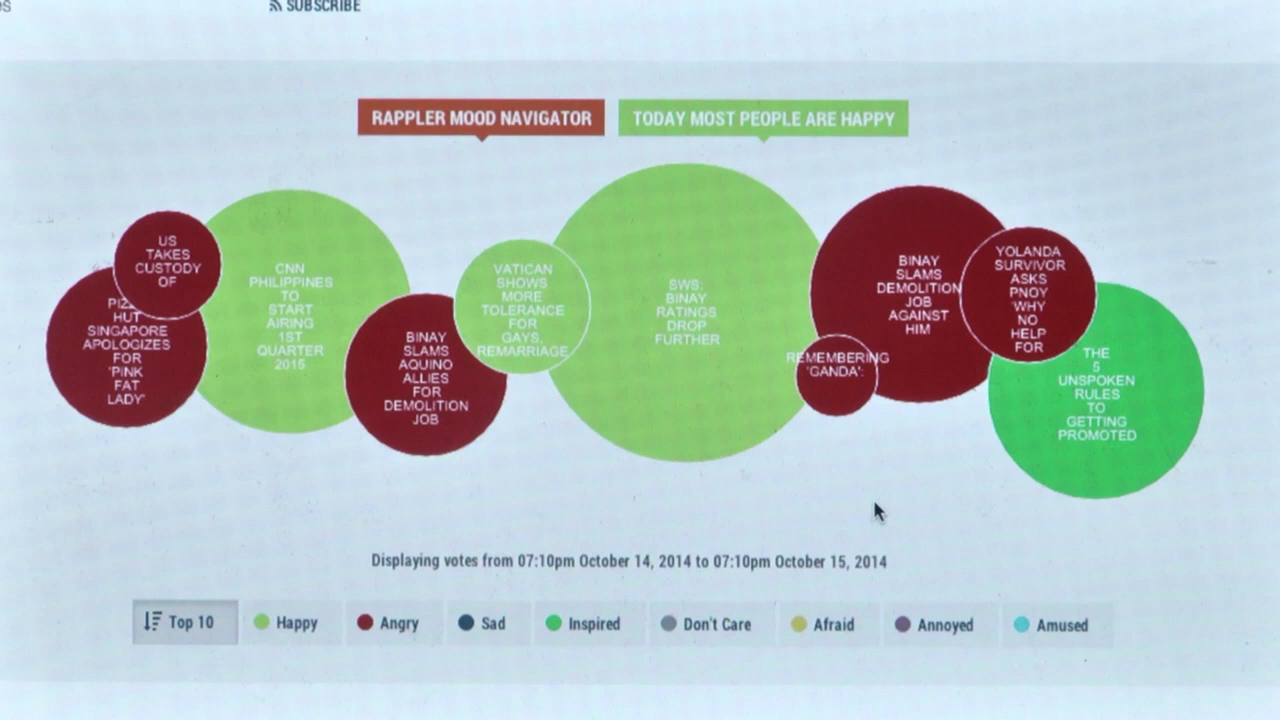 SUBSCRIBE
RAPPLER MOOD NAVIGATOR
TODAY MOST PEOPLE ARE HAPPY
US
TAKES
CUSTODY
OF
HUT
SINGAPORE
APOLOGIZES
FOR
'PINK
FAT
LADY'
CNN
PHILIPPINES
TO
START
AIRING
1ST
QUARTER
2015
BINAY
SLAMS
AQUINO
ALLIES
FOR
DEMOLITION
JOB
VATICAN
SHOWS
MORE
TOLERANCE
FOR
GAYS,
REMARRIAGE
SWS:
BINAY
RATINGS
DROP
FURTHER
REMEMBERING
'GANDA':
BINAY
SLAMS
DEMOLITION
JOB
AGAINST
HIM
YOLANDA
SURVIVOR
ASKS
PNOY
'WHY
NO
HELP
FOR
THE
5
UNSPOKEN
RULES
TO
GETTING
PROMOTED
Displaying votes from 07:10pm October 14, 2014 to 07:10pm October 15, 2014
Top 10 Happy Angry Sad Inspired Don't Care Afraid Annoyed Amused